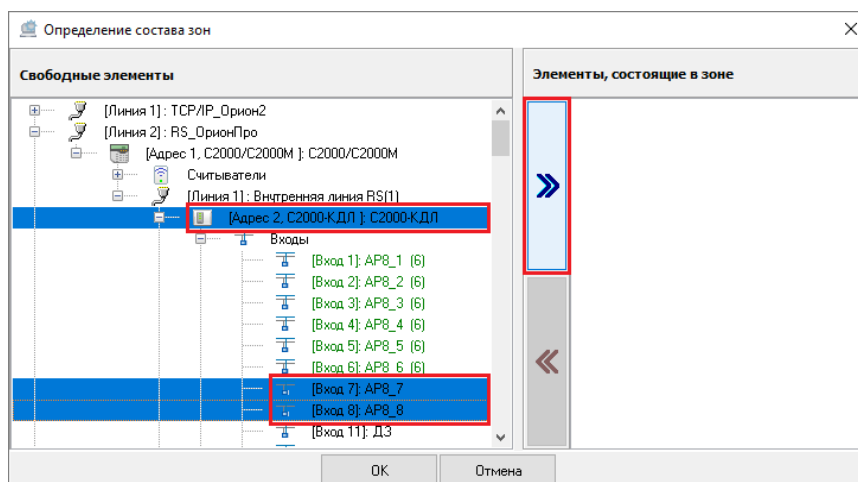 Определение состава зон
Свободные элементы
Элементы, состоящие в зоне
[Линия 1] : TCP/IP_Орион2
[Линия 2] : RS_ОрионПро
[Адрес 1, С2000/С2000М ]: С2000/С2000М
Считыватели
[Линия 1] : Внутренняя линия RS(1)
[Адрес 2, С2000-КДЛ ]: С2000-КДЛ
Входы
[Вход 1]: АР8_1 (6)
[Вход 2]: АР8_2 (6)
[Вход 3]: АР8_3 (6)
[Вход 4]: АР8_4 (6)
[Вход 5]: АР8_5 (6)
[Вход 6]: АР8_6 (6)
[Вход 7]: АР8_7
[Вход 8]: АР8_8
[Вход 11]: ДЗ
OK
Отмена